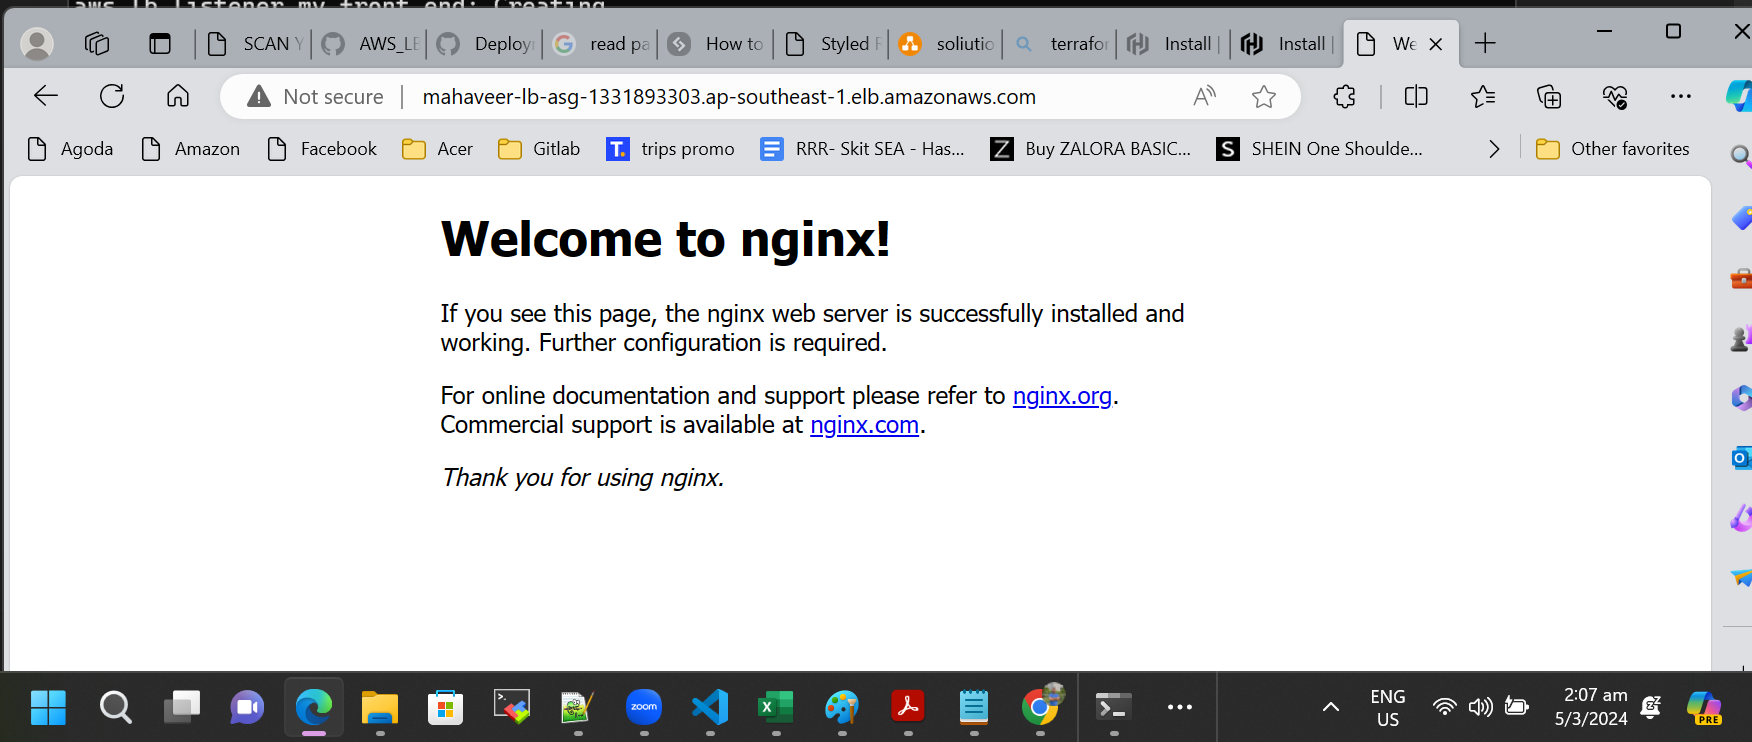 aws_lb_listener.my_front_end: Creating
SCAN Y
AWS_LE
Deploy
read pa
How to
Styled
soliutio
terrafor
Install
Install
We
Not secure
mahaveer-lb-asg-1331893303.ap-southeast-1.elb.amazonaws.com
Agoda
Amazon
Facebook
Acer
Gitlab
T.
trips promo
RRR- Skit SEA - Has...
Z
Buy ZALORA BASIC...
S
SHEIN One Shoulde...
Other favorites
Welcome to nginx!
If you see this page, the nginx web server is successfully installed and
working. Further configuration is required.
For online documentation and support please refer to nginx.org.
Commercial support is available at nginx.com.
Thank you for using nginx.
zoom
ENG
US
2:07 am
5/3/2024
PRE